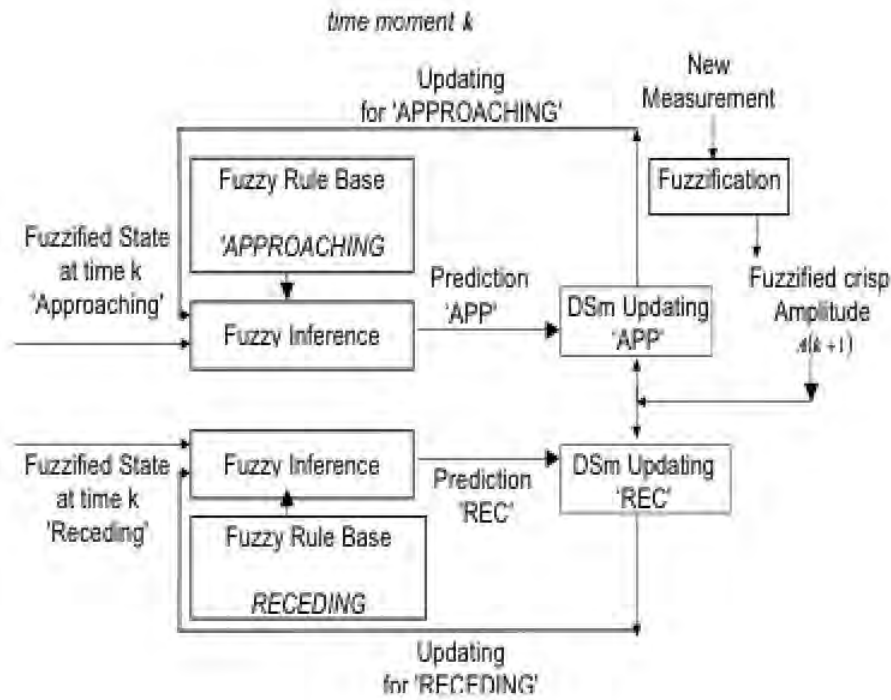 time moment k
Updating
for 'APPROACHING'
New
Measurement
Fuzzy Rule Base
'APPROACHING
Fuzzification
Fuzzified State
at time k
'Approaching'
Fuzzy Inference
Prediction
'APP'
DSm Updating
'APP'
Fuzzified crisp
Amplitude
A(k+1)
Fuzzified State
at time k
'Receding'
Fuzzy Inference
Prediction
'REC'
DSm Updating
'REC'
Fuzzy Rule Base
RECEDING
Updating
for 'RECEDING'